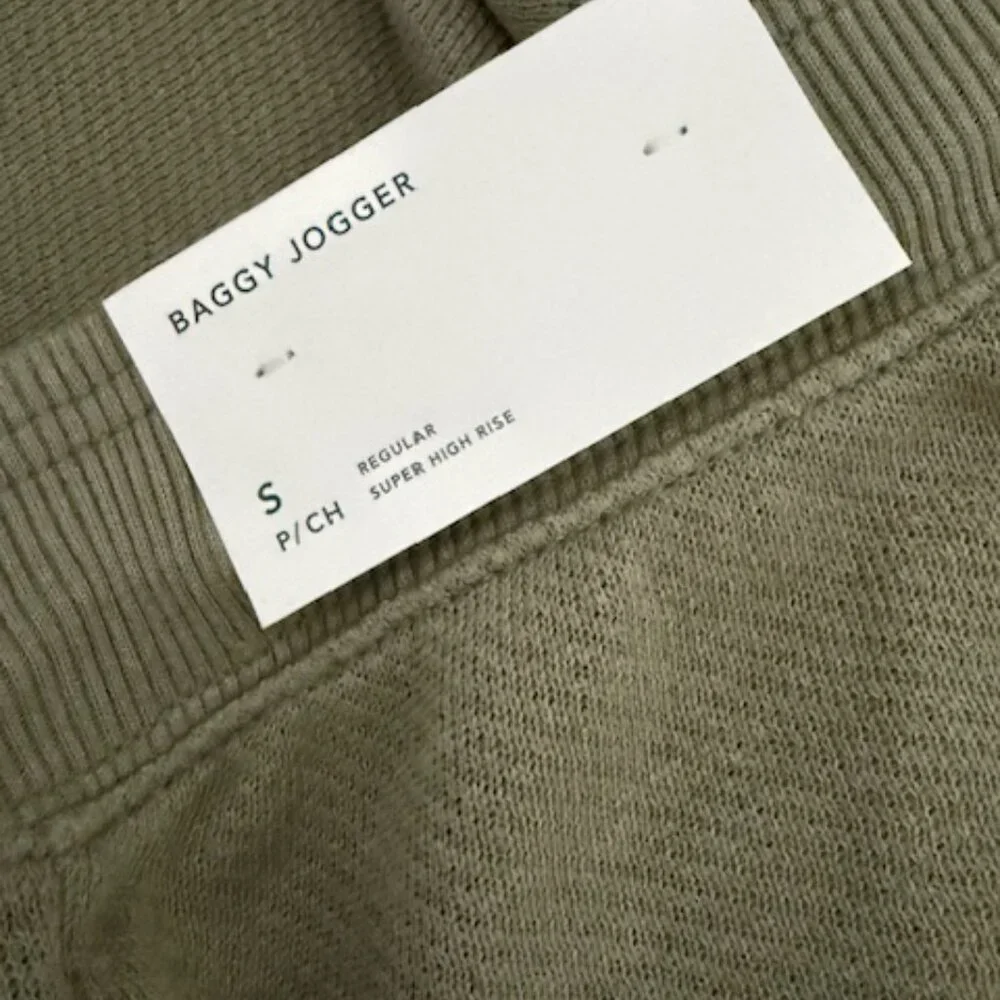 BAGGY JOGGER
REGULAR
SUPER HIGH RISE
S
P/CH